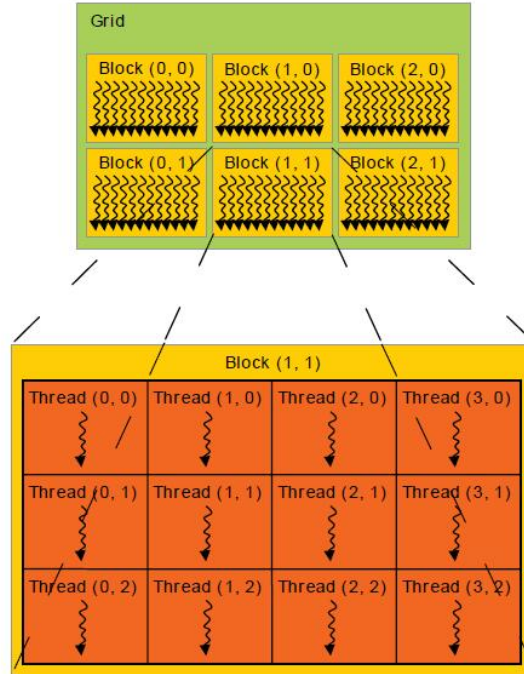 Grid
Block (0, 0) Block (1, 0) Block (2, 0)
Block (0, 1) Block (1, 1) Block (2, 1)
Block (1, 1)
Thread (0, 0) Thread (1, 0) Thread (2, 0) Thread (3, 0)
Thread (0, 1) Thread (1, 1) Thread (2, 1) Thread (3, 1)
Thread (0, 2) Thread (1, 2) Thread (2, 2) Thread (3, 2)